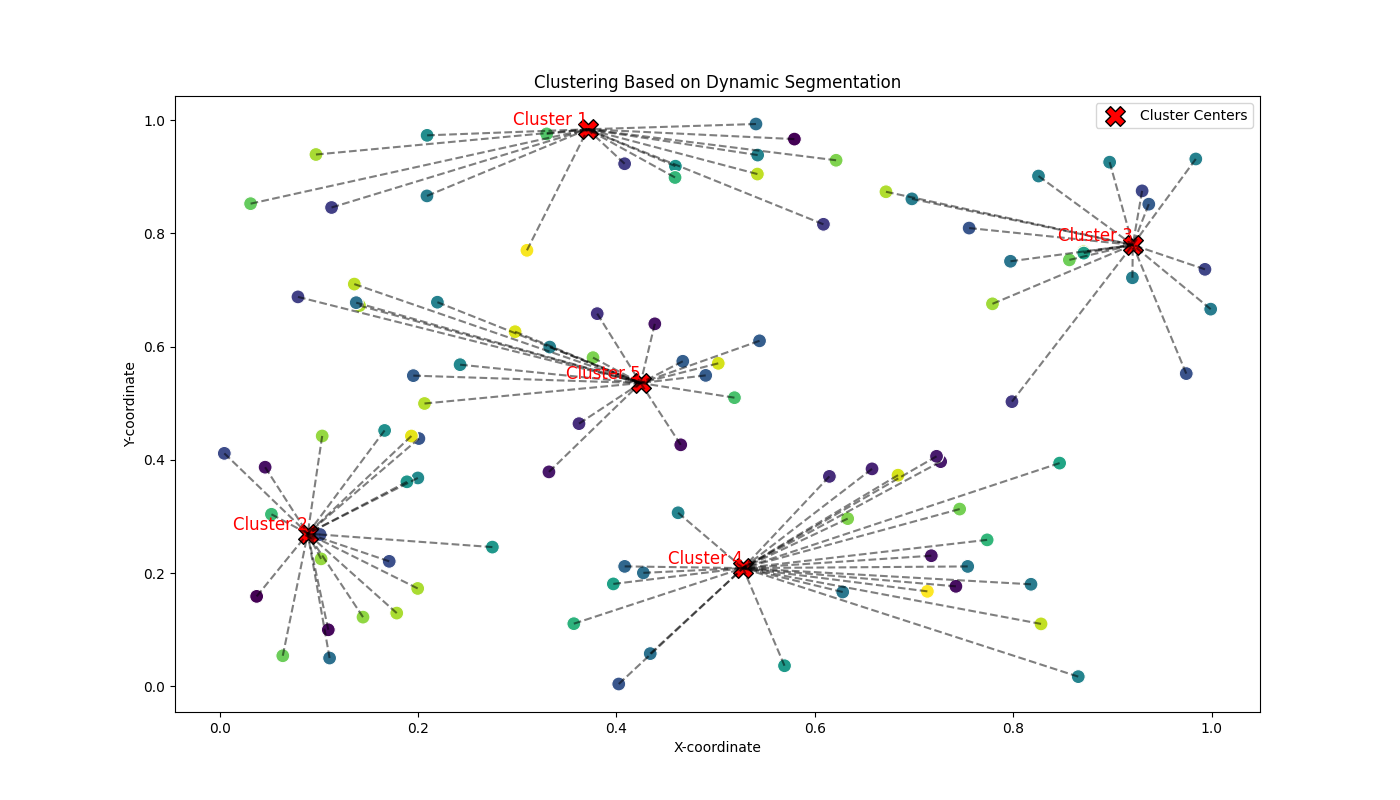 Clustering Based on Dynamic Segmentation
Cluster Centers
Cluster 1
Cluster 3
Cluster 5
Cluster 2
Cluster 4
Y-coordinate
1.0
0.8
0.6
0.4
0.2
0.0
0.0 0.2 0.4 0.6 0.8 1.0
X-coordinate